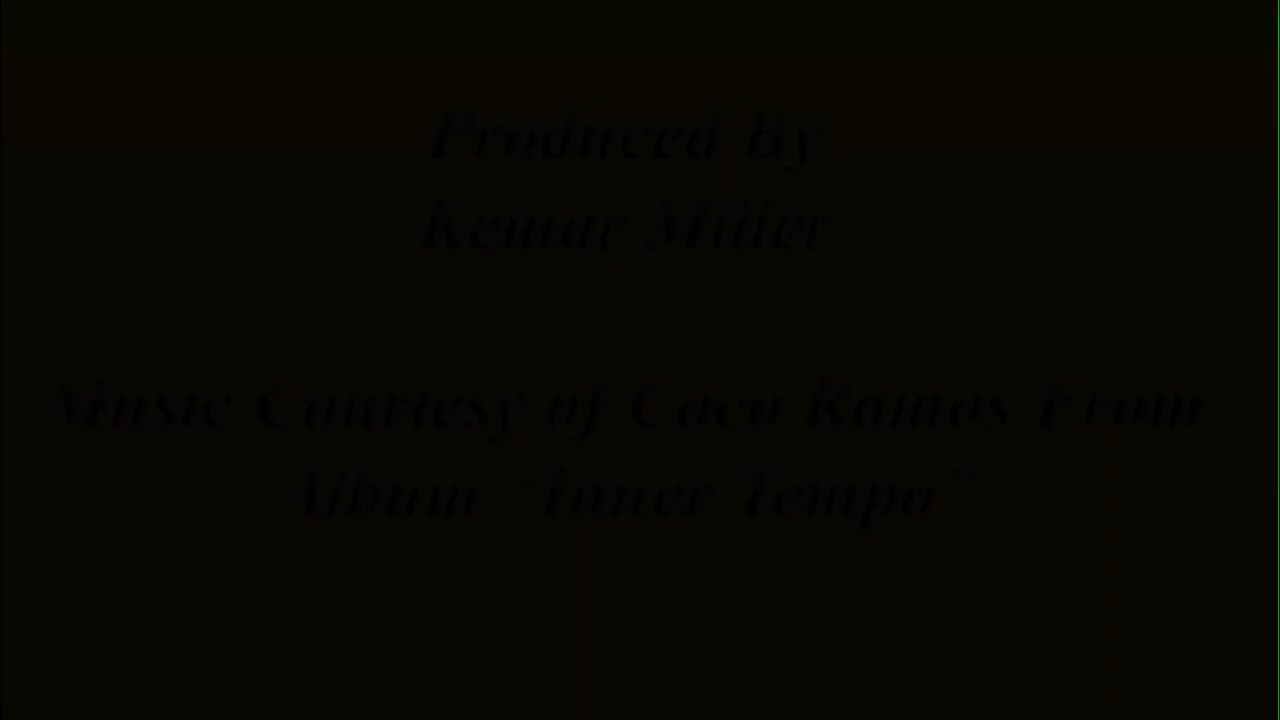 Produced By
Kemar Miller
Music Courtesy of Coco Ramos From
Album "Inner Tempo"